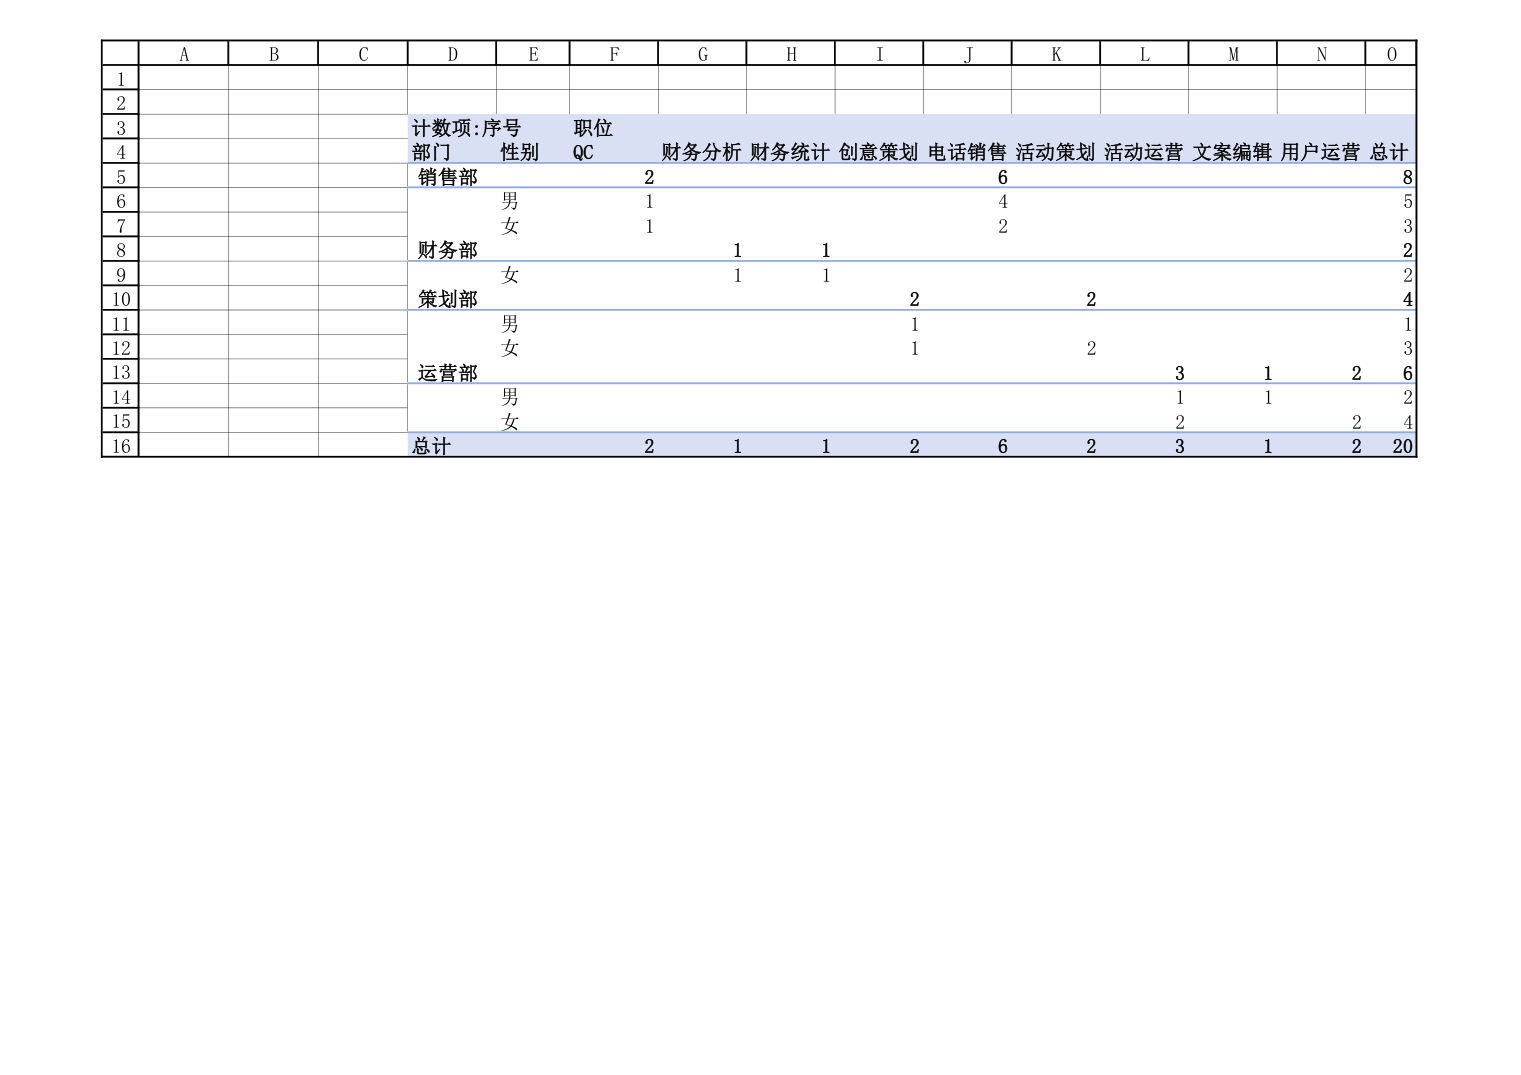 A B C D E F G H I J K L M N O
1
2
3 计数项:序号 职位
4 部门 性别 QC 财务分析 财务统计 创意策划 电话销售 活动策划 活动运营 文案编辑 用户运营 总计
5 销售部 2 6 8
6 男 1 4 5
7 女 1 2 3
8 财务部 1 1 2
9 女 1 1 2
10 策划部 2 2 4
11 男 1 1
12 女 1 2 3
13 运营部 3 1 2 6
14 男 1 1 2
15 女 2 2 4
16 总计 2 1 1 2 6 2 3 1 2 20